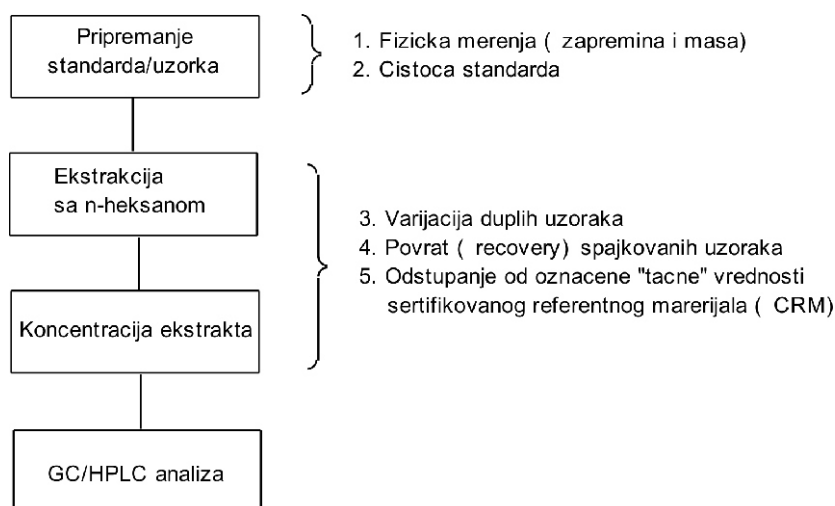 Pripremanje
standarda/uzorka
1. Fizicka merenja ( zapremina i masa)
2. Cistoca standarda
Ekstrakcija
sa n-heksanom
3. Varijacija duplih uzoraka
4. Povrat ( recovery) spajkovanih uzoraka
5. Odstupanje od oznacene "tacne" vrednosti
sertifikovanog referentnog marerijala ( CRM)
Koncentracija ekstrakta
GC/HPLC analiza